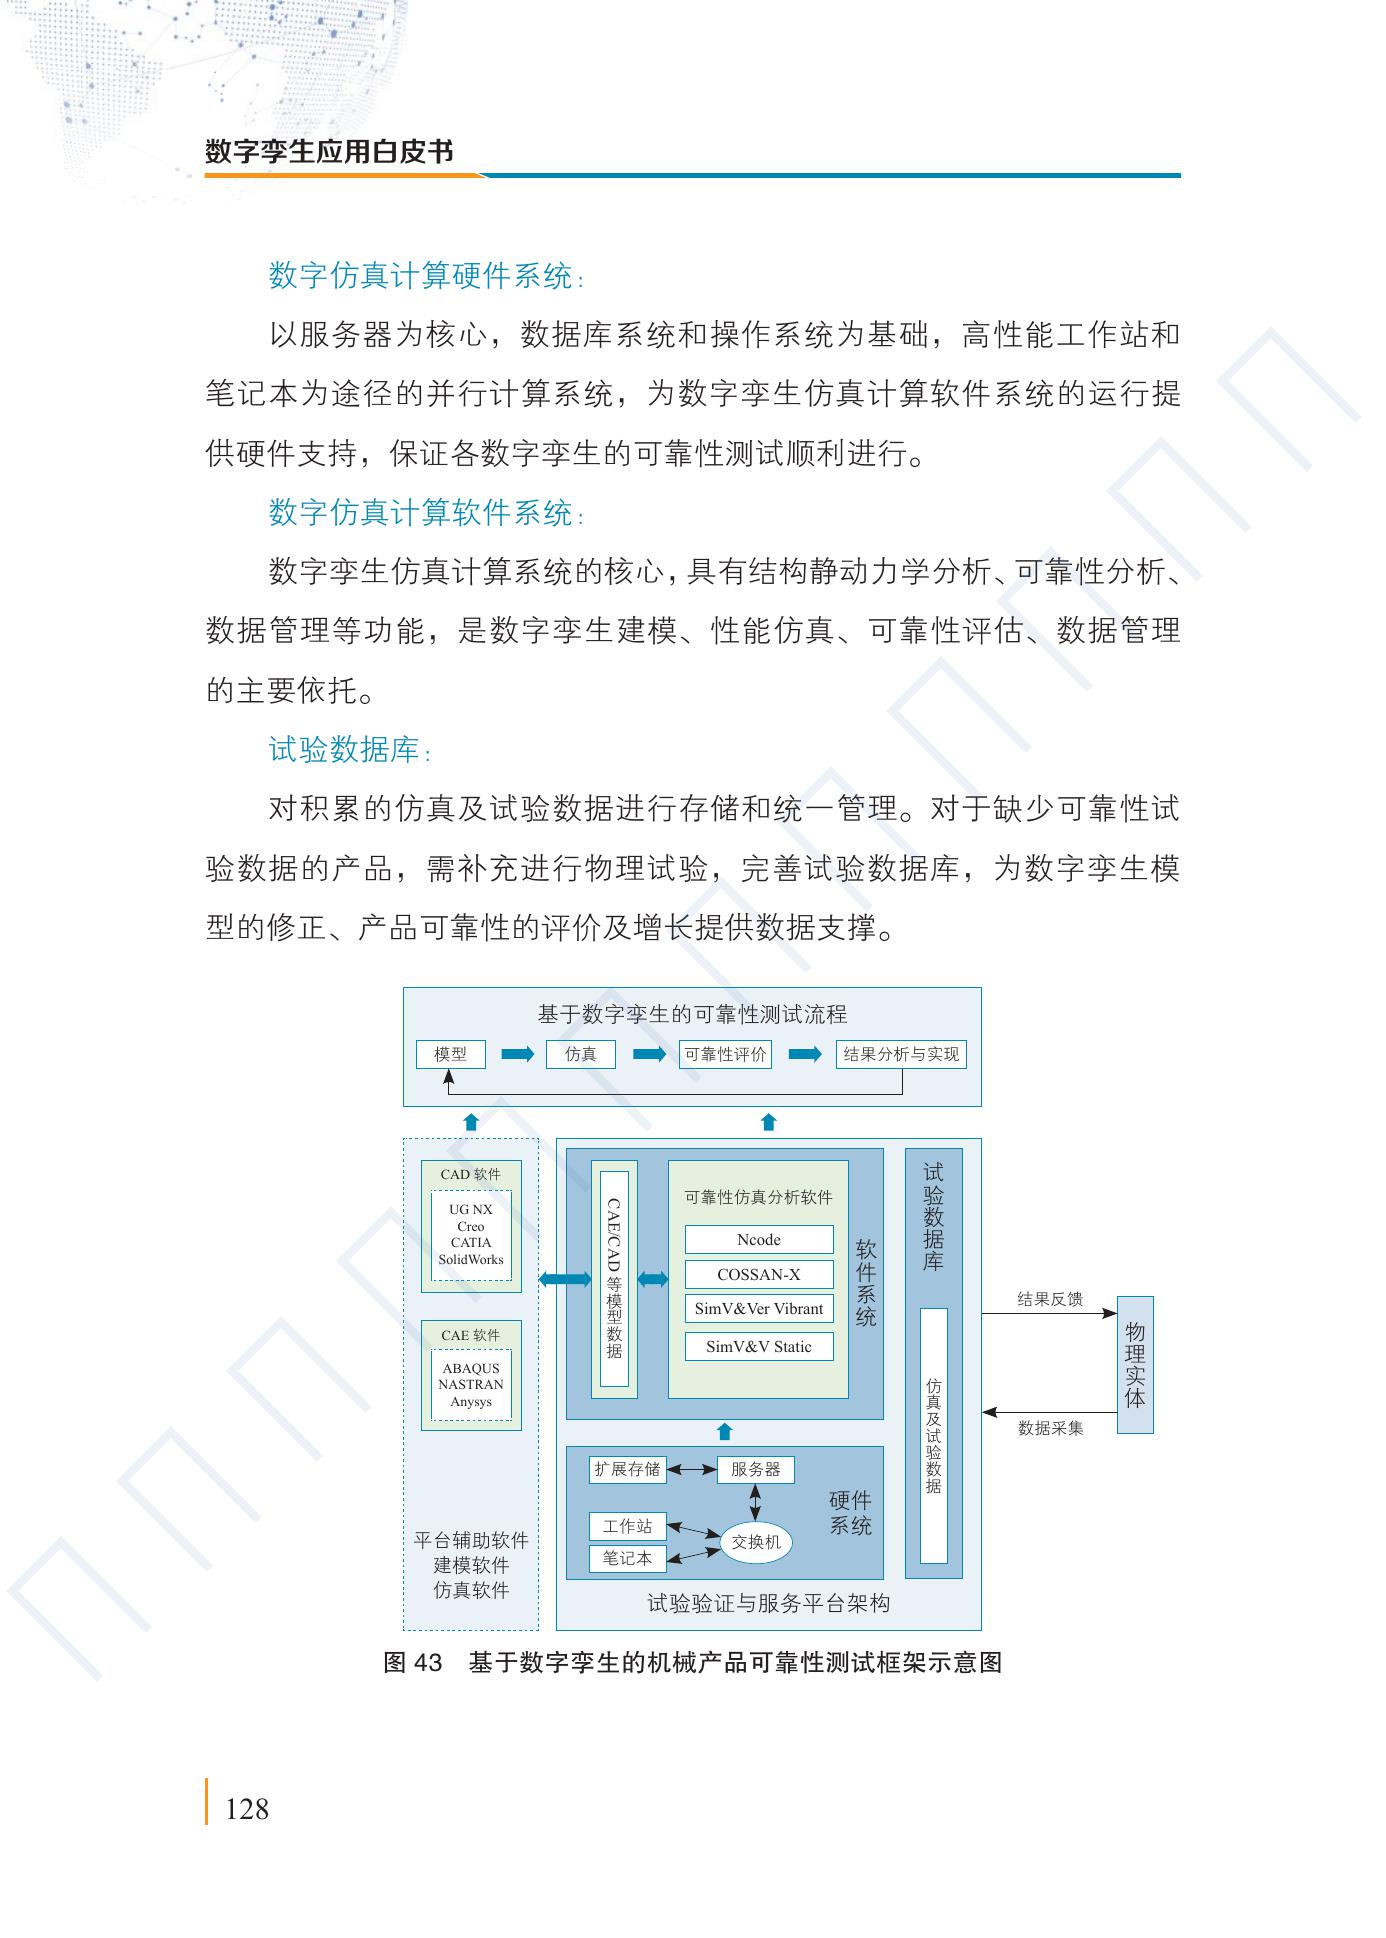 数字孪生应用白皮书
数字仿真计算硬件系统：
以服务器为核心，数据库系统和操作系统为基础，高性能工作站和
笔记本为途径的并行计算系统，为数字孪生仿真计算软件系统的运行提
供硬件支持，保证各数字孪生的可靠性测试顺利进行。
数字仿真计算软件系统：
数字孪生仿真计算系统的核心，具有结构静动力学分析、可靠性分析、
数据管理等功能，是数字孪生建模、性能仿真、可靠性评估、数据管理
的主要依托。
试验数据库：
对积累的仿真及试验数据进行存储和统一管理。对于缺少可靠性试
验数据的产品，需补充进行物理试验，完善试验数据库，为数字孪生模
型的修正、产品可靠性的评价及增长提供数据支撑。
基于数字孪生的可靠性测试流程
模型
仿真
可靠性评价
结果分析与实现
CAD 软件
UG NX
Creo
CATIA
SolidWorks
CAE 软件
ABAQUS
NASTRAN
Anysys
平台辅助软件
建模软件
仿真软件
CAE/CAD 等模型数据
可靠性仿真分析软件
Ncode
COSSAN-X
SimV&Ver Vibrant
SimV&V Static
软件系统
扩展存储
服务器
工作站
笔记本
交换机
硬件
系统
试验数据库
仿真及试验数据
试验验证与服务平台架构
结果反馈
数据采集
物理实体
图 43 基于数字孪生的机械产品可靠性测试框架示意图
128